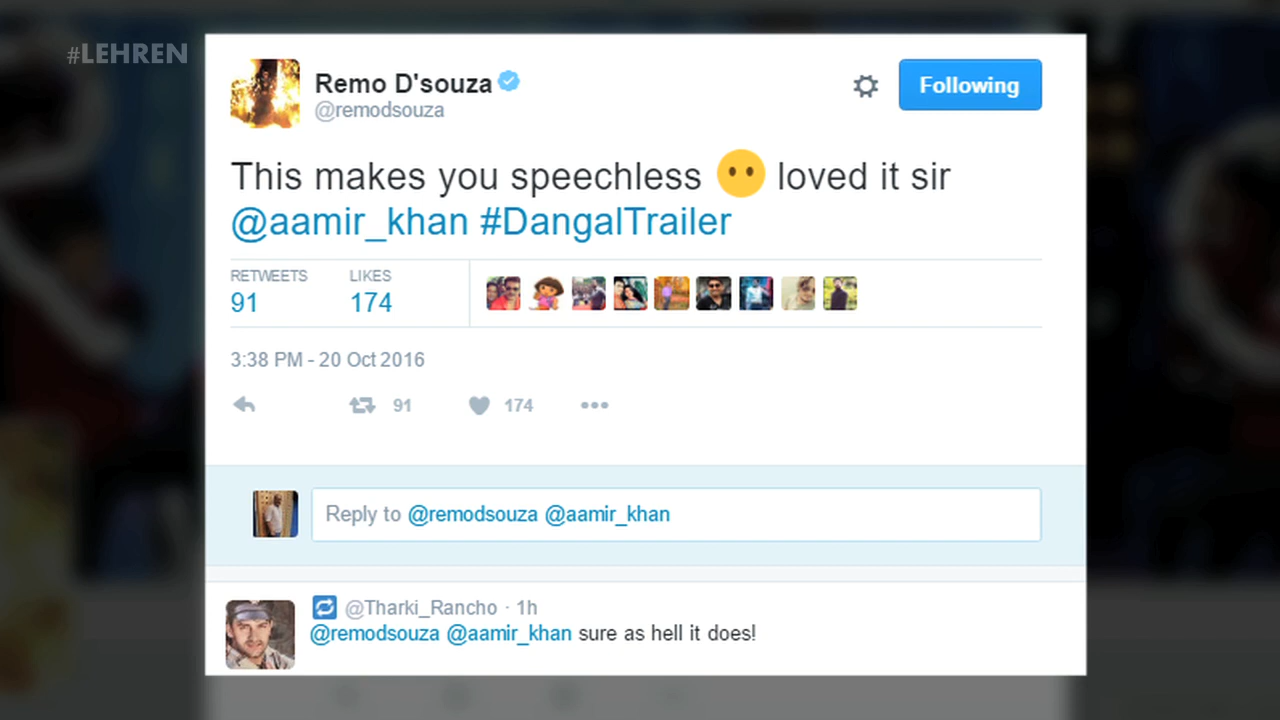 #LEHREN
Remo D'souza
@remodsouza
Following
This makes you speechless 😶 loved it sir
@aamir_khan #DangalTrailer
RETWEETS LIKES
91 174
3:38 PM - 20 Oct 2016
91 174
Reply to @remodsouza @aamir_khan
@Tharki_Rancho · 1h
@remodsouza @aamir_khan sure as hell it does!